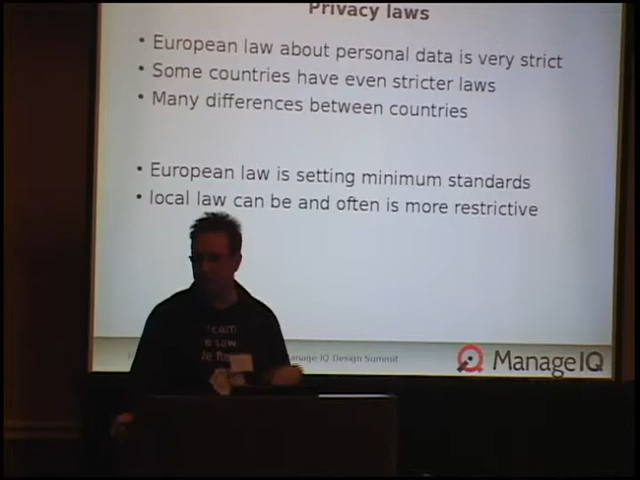 Privacy laws
• European law about personal data is very strict
• Some countries have even stricter laws
• Many differences between countries
• European law is setting minimum standards
• local law can be and often is more restrictive
anage IQ Design Summit
ManageIQ